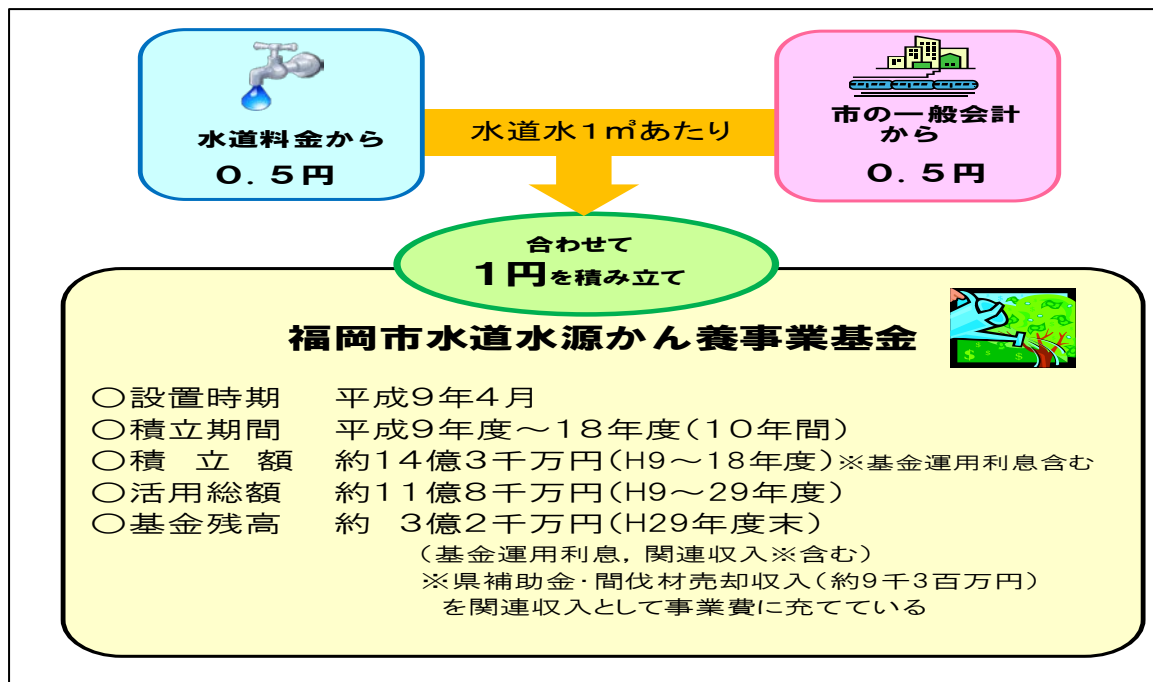 水道料金から
0.5円
水道水1㎥あたり
市の一般会計
から
0.5円
合わせて
1円を積み立て
福岡市水道水源かん養事業基金
○設置時期 平成9年4月
○積立期間 平成9年度～18年度(10年間)
○積 立 額 約14億3千万円(H9～18年度)※基金運用利息含む
○活用総額 約11億8千万円(H9～29年度)
○基金残高 約 3億2千万円(H29年度末)
(基金運用利息,関連収入※含む)
※県補助金・間伐材売却収入(約9千3百万円)
を関連収入として事業費に充てている